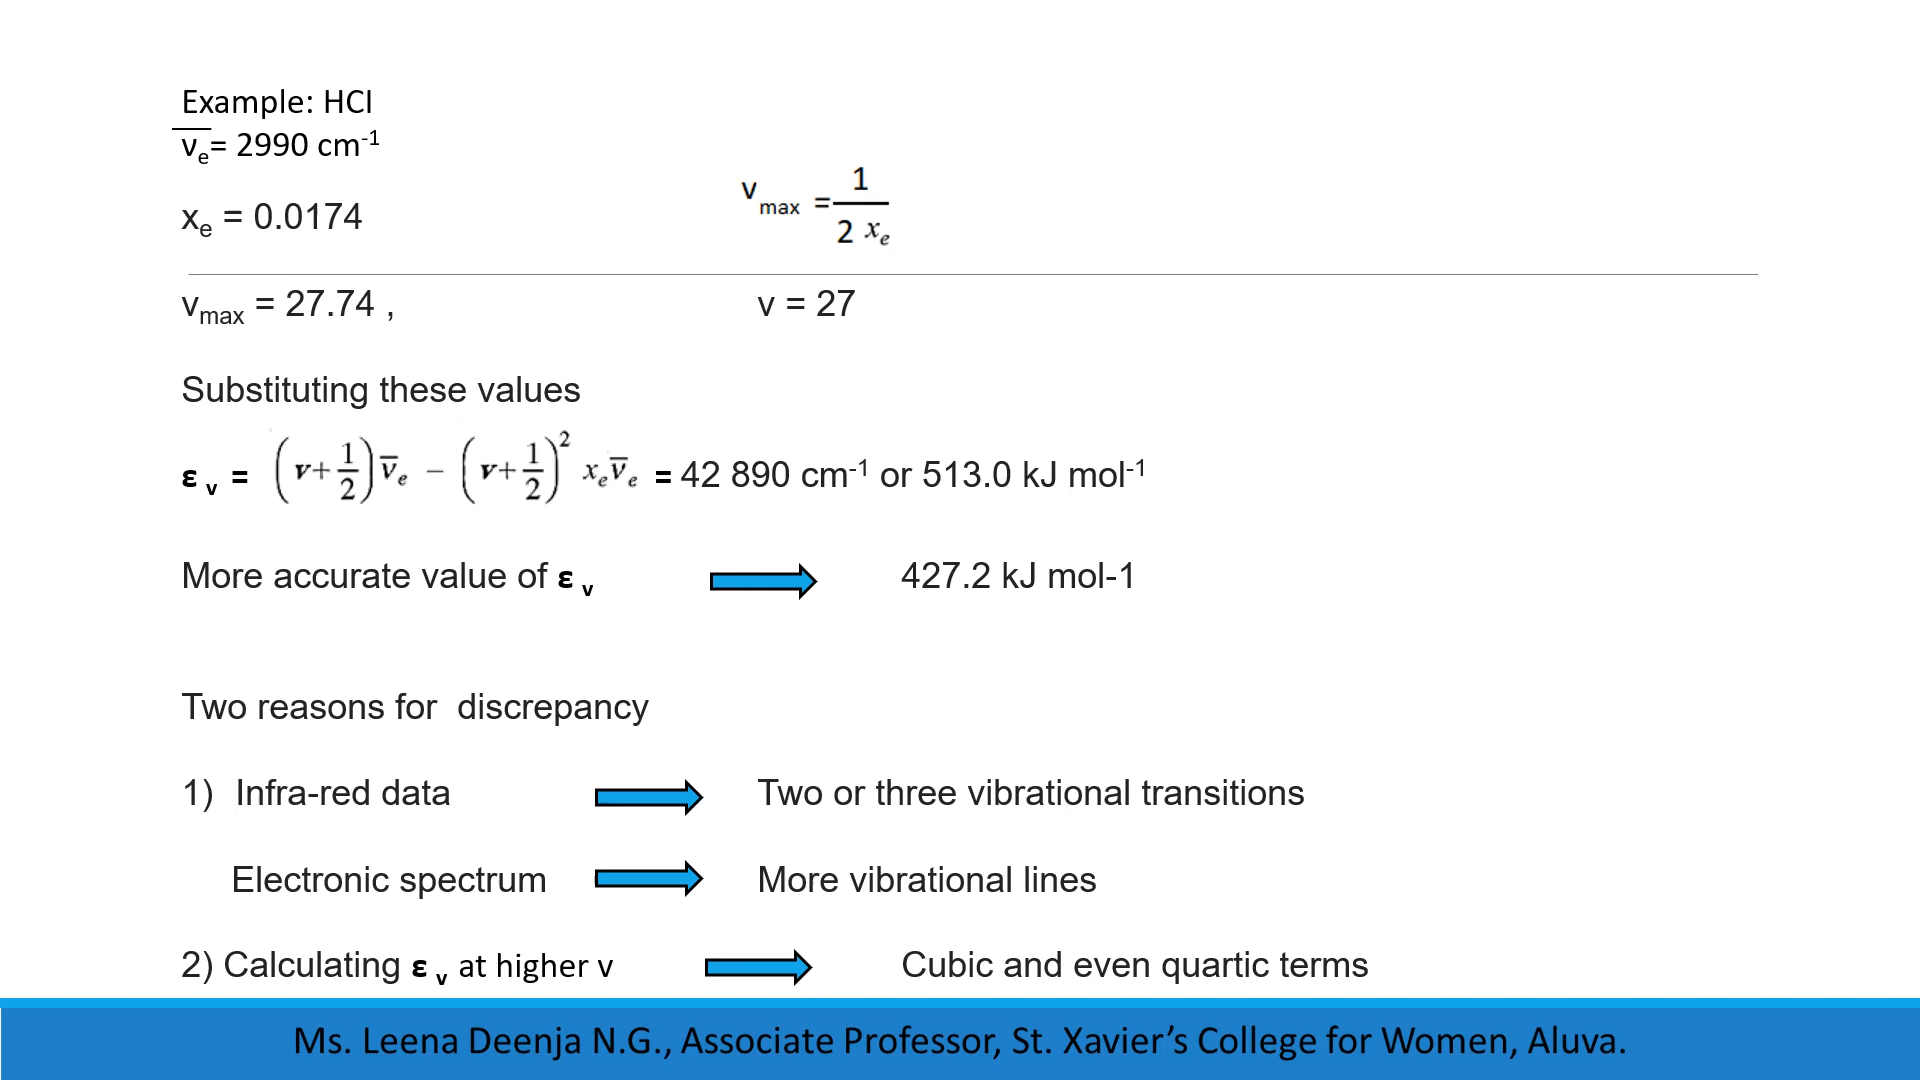 Example: HCl
ν̅e= 2990 cm-1
xe = 0.0174
vmax = 1 / 2 xe
vmax = 27.74 , v = 27
Substituting these values
ε v = (v+1/2) ν̅e − (v+1/2)² xe ν̅e = 42 890 cm-1 or 513.0 kJ mol-1
More accurate value of ε v 427.2 kJ mol-1
Two reasons for discrepancy
1) Infra-red data Two or three vibrational transitions
Electronic spectrum More vibrational lines
2) Calculating ε v at higher v Cubic and even quartic terms
Ms. Leena Deenja N.G., Associate Professor, St. Xavier’s College for Women, Aluva.